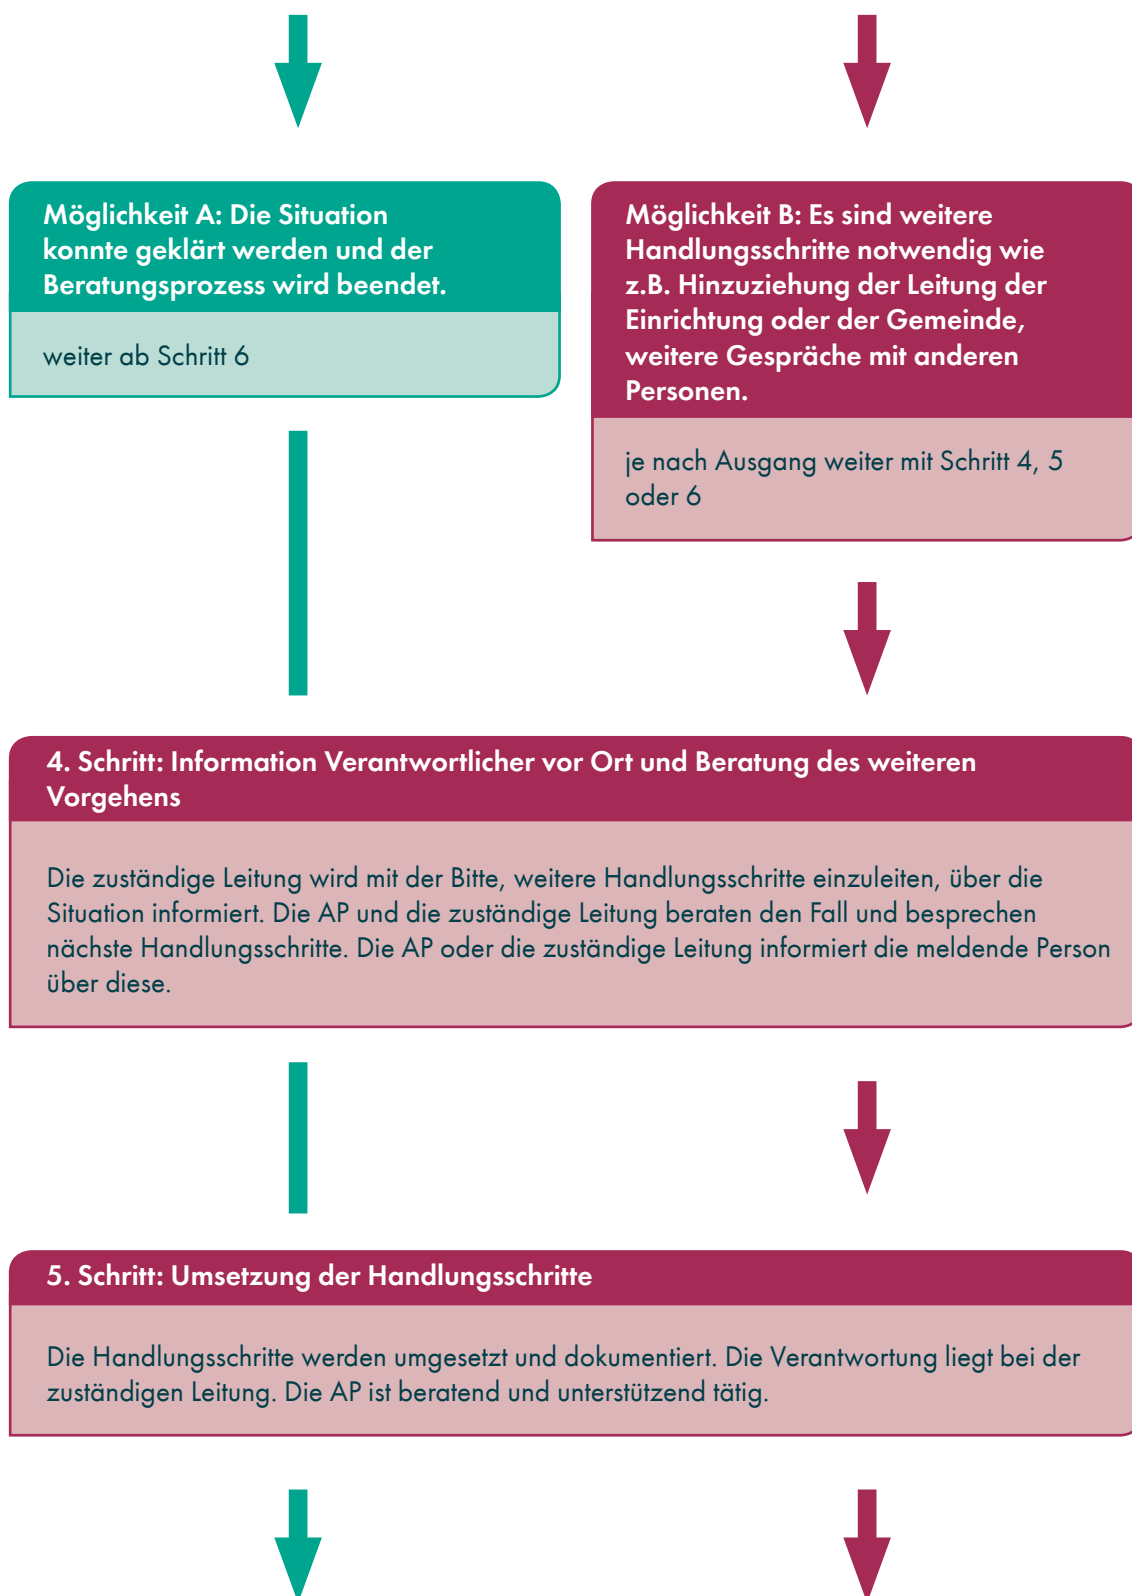 Möglichkeit A: Die Situation
konnte geklärt werden und der
Beratungsprozess wird beendet.
weiter ab Schritt 6
Möglichkeit B: Es sind weitere
Handlungsschritte notwendig wie
z.B. Hinzuziehung der Leitung der
Einrichtung oder der Gemeinde,
weitere Gespräche mit anderen
Personen.
je nach Ausgang weiter mit Schritt 4, 5
oder 6
4. Schritt: Information Verantwortlicher vor Ort und Beratung des weiteren
Vorgehens
Die zuständige Leitung wird mit der Bitte, weitere Handlungsschritte einzuleiten, über die
Situation informiert. Die AP und die zuständige Leitung beraten den Fall und besprechen
nächste Handlungsschritte. Die AP oder die zuständige Leitung informiert die meldende Person
über diese.
5. Schritt: Umsetzung der Handlungsschritte
Die Handlungsschritte werden umgesetzt und dokumentiert. Die Verantwortung liegt bei der
zuständigen Leitung. Die AP ist beratend und unterstützend tätig.